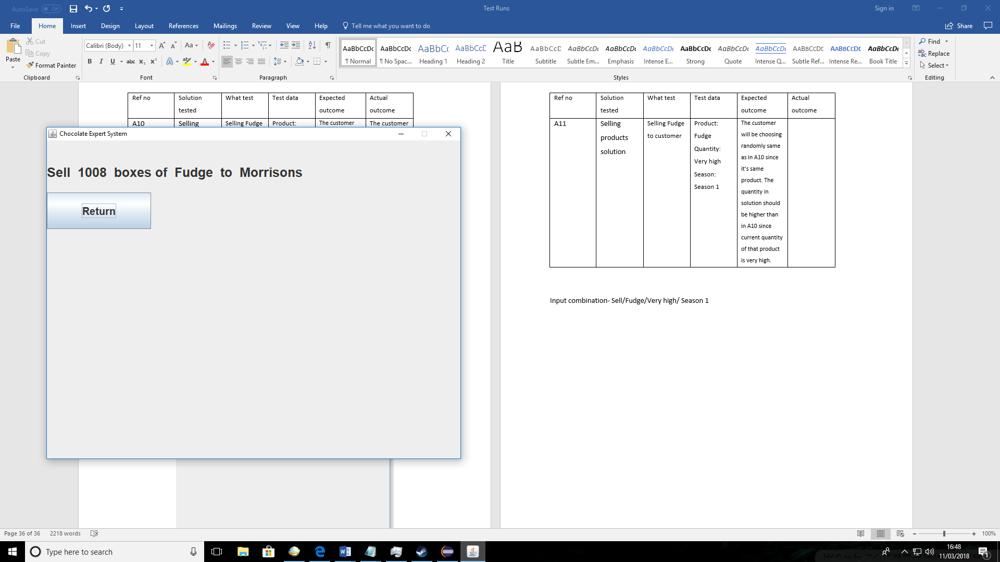 AutoSave Off
Test Runs
Sign in
File Home Insert Design Layout References Mailings Review View Help Tell me what you want to do
Share
Paste
Cut
Copy
Format Painter
Clipboard
Calibri (Body) 11
Font
Paragraph
AaBbCcDc AaBbCcDc AaBbC( AaBbCcD AaB AaBbCcD AaBbCcDc AaBbCcDc AaBbCcDc AaBbCcDc AaBbCcDc AaBbCcDc AABBCCDD AABBCCDD AaBbCcDc
¶ Normal ¶ No Spac... Heading 1 Heading 2 Title Subtitle Subtle Em... Emphasis Intense E... Strong Quote Intense Q... Subtle Ref... Intense Re... Book Title
Styles
Find
Replace
Select
Editing
Ref no
Solution
tested
What test
Test data
Expected
outcome
Actual
outcome
A10
Selling
Selling Fudge
Product:
The customer
The customer
Chocolate Expert System
Sell 1008 boxes of Fudge to Morrisons
Return
Ref no
Solution
tested
What test
Test data
Expected
outcome
Actual
outcome
A11
Selling
products
solution
Selling Fudge
to customer
Product:
Fudge
Quantity:
Very high
Season:
Season 1
The customer
will be choosing
randomly same
as in A10 since
it's same
product. The
quantity in
solution should
be higher than
in A10 since
current quantity
of that product
is very high.
Input combination- Sell/Fudge/Very high/ Season 1
Page 36 of 36 2218 words
100%
Type here to search
16:48
11/03/2018
1